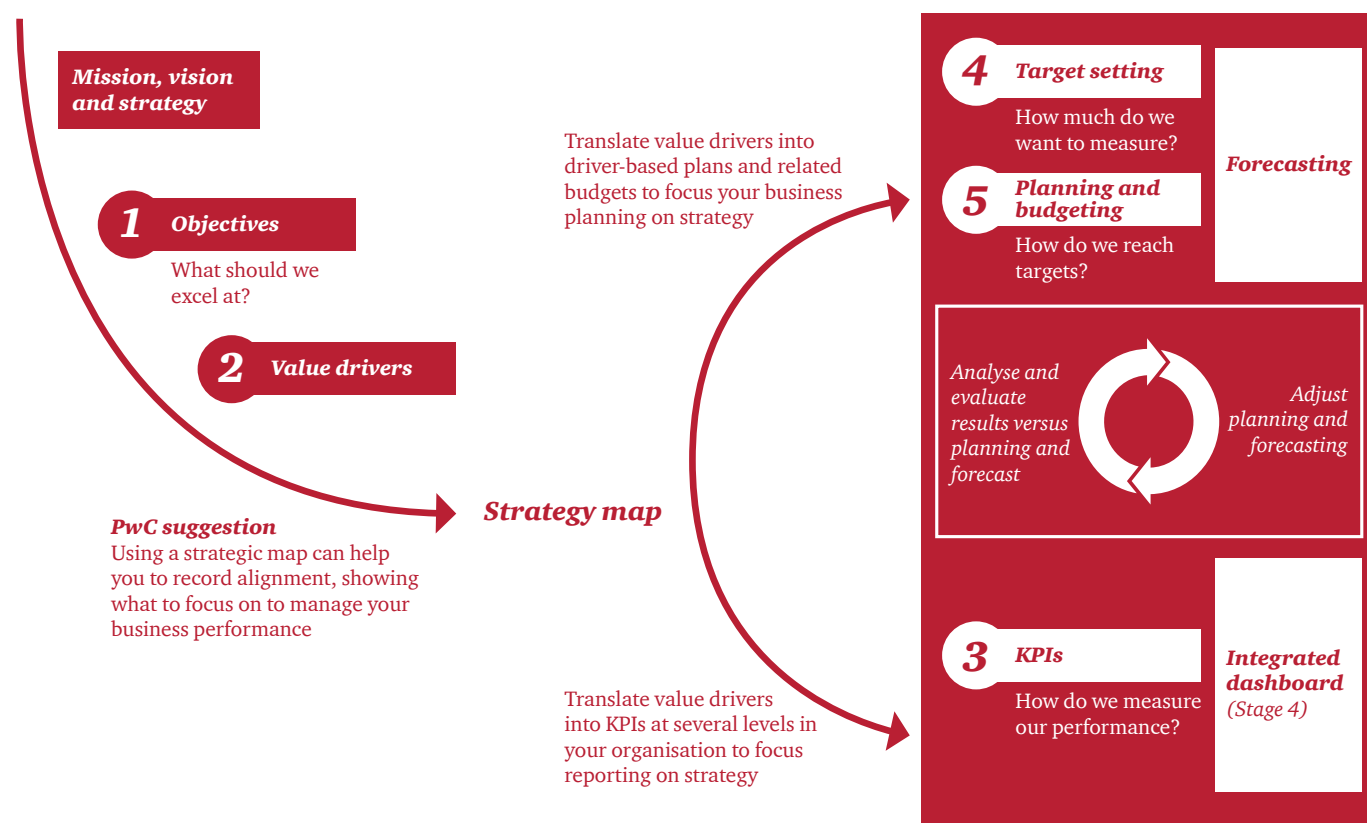 Mission, vision
and strategy
1
Objectives
What should we
excel at?
2
Value drivers
PwC suggestion
Using a strategic map can help
you to record alignment, showing
what to focus on to manage your
business performance
Strategy map
Translate value drivers into
driver-based plans and related
budgets to focus your business
planning on strategy
Translate value drivers
into KPIs at several levels in
your organisation to focus
reporting on strategy
4
Target setting
How much do we
want to measure?
5
Planning and
budgeting
How do we reach
targets?
Forecasting
Analyse and
evaluate
results versus
planning and
forecast
Adjust
planning and
forecasting
3
KPIs
How do we measure
our performance?
Integrated
dashboard
(Stage 4)